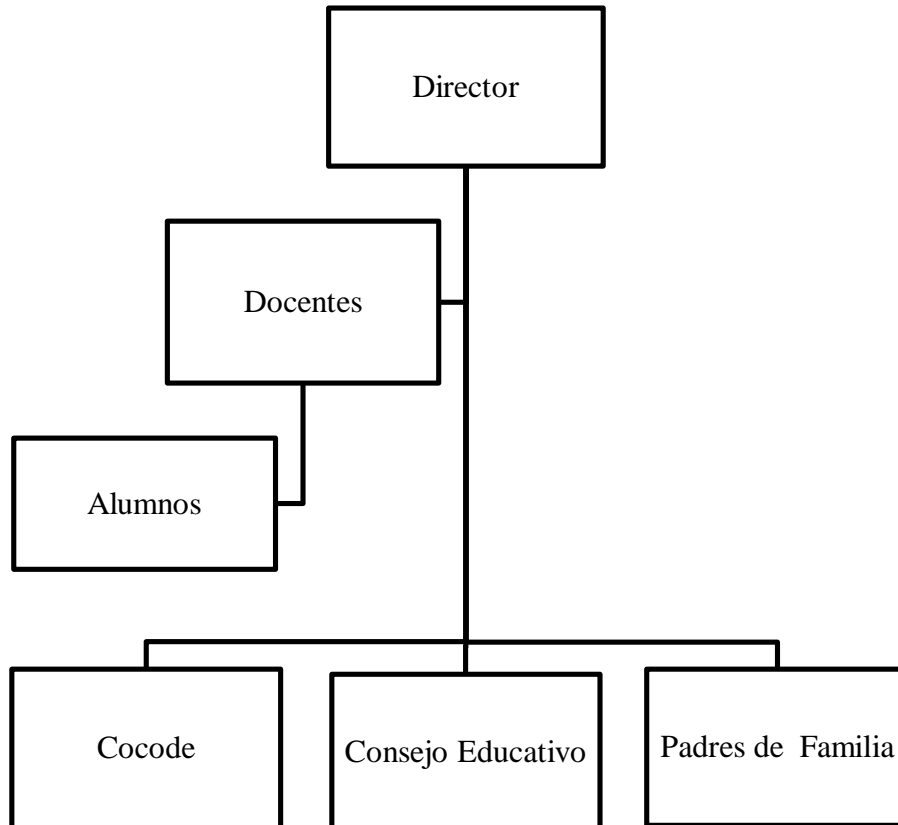 Director
Docentes
Alumnos
Cocode
Consejo Educativo
Padres de  Familia